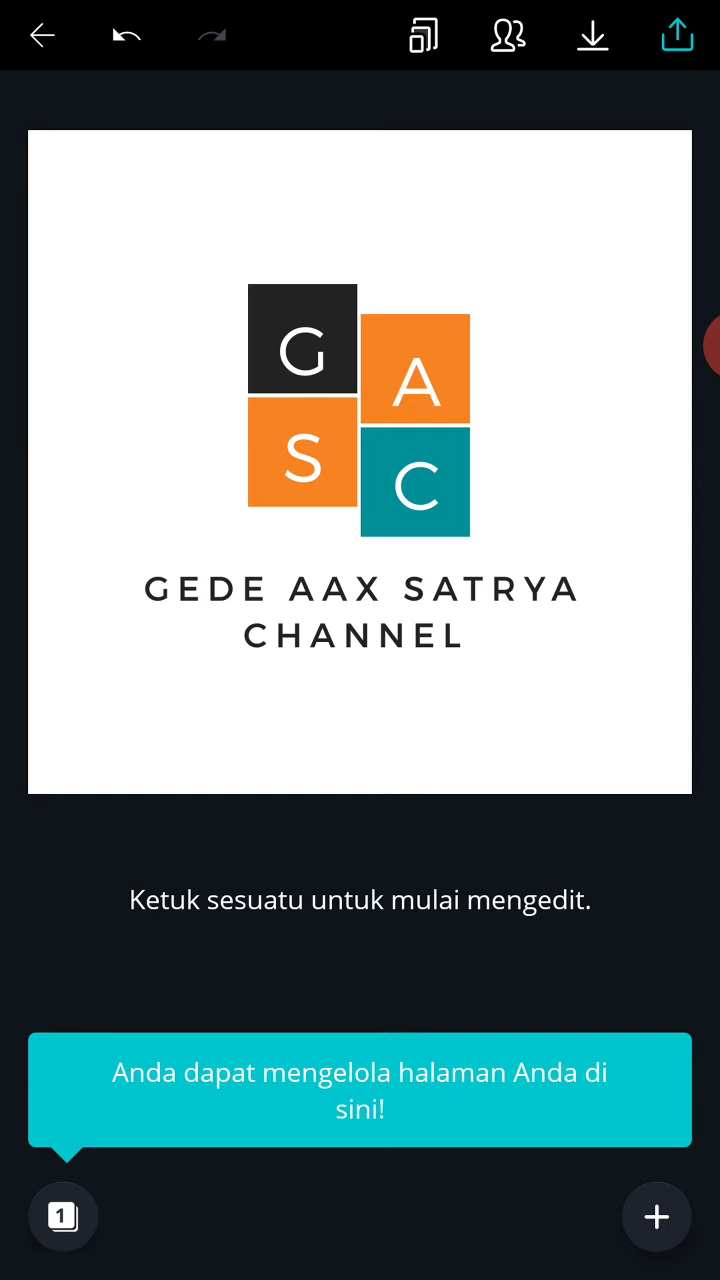 G
A
S
C
GEDE AAX SATRYA
CHANNEL
Ketuk sesuatu untuk mulai mengedit.
Anda dapat mengelola halaman Anda di
sini!
1